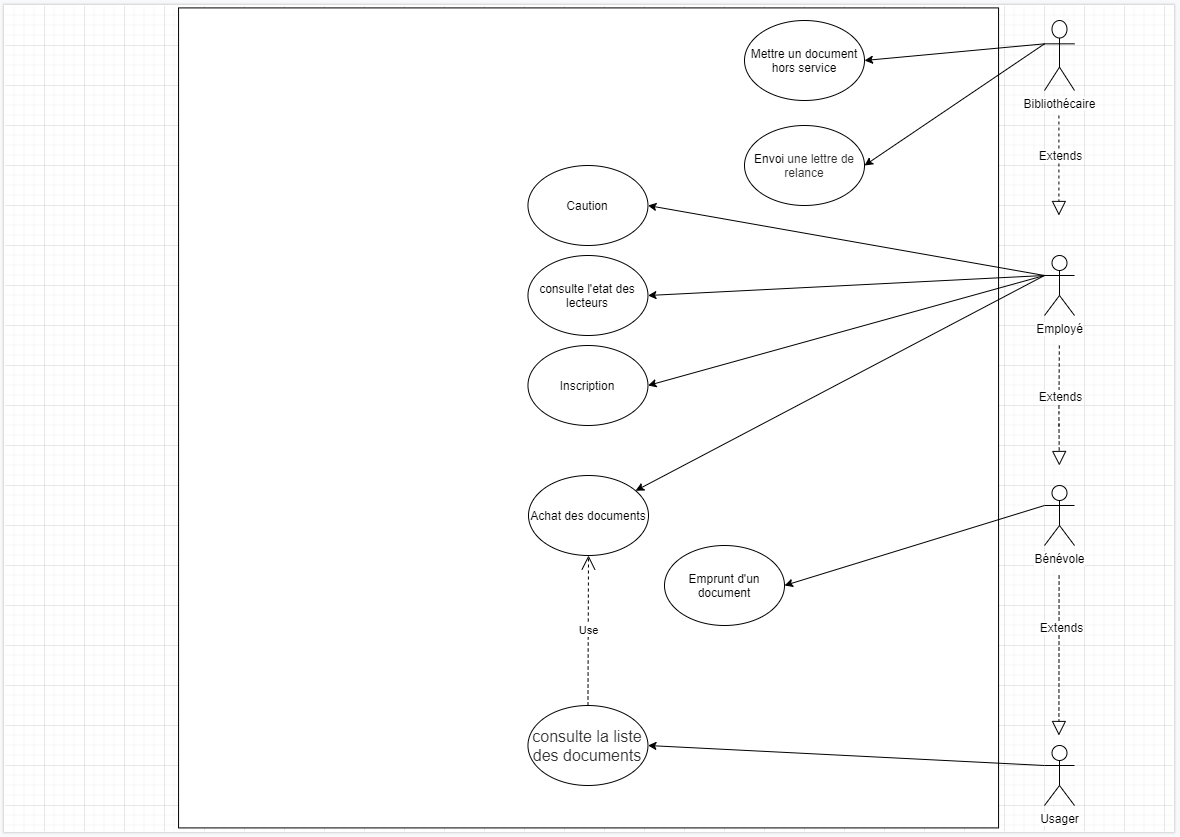 Mettre un document
hors service
Bibliothécaire
Envoi une lettre de
relance
Extends
Caution
consulte l'etat des
lecteurs
Employé
Inscription
Extends
Achat des documents
Bénévole
Emprunt d'un
document
Use
Extends
consulte la liste
des documents
Usager